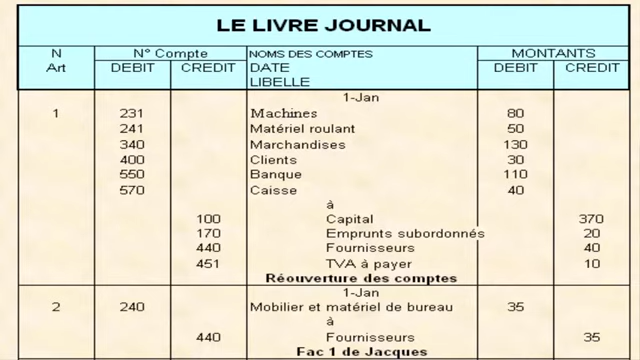 LE LIVRE JOURNAL
N N° Compte NOMS DES COMPTES MONTANTS
Art DEBIT CREDIT DATE DEBIT CREDIT
LIBELLE
1-Jan
1 231 Machines 80
241 Matériel roulant 50
340 Marchandises 130
400 Clients 30
550 Banque 110
570 Caisse 40
à
100 Capital 370
170 Emprunts subordonnés 20
440 Fournisseurs 40
451 TVA à payer 10
Réouverture des comptes
1-Jan
2 240 Mobilier et matériel de bureau 35
à
440 Fournisseurs 35
Fac 1 de Jacques